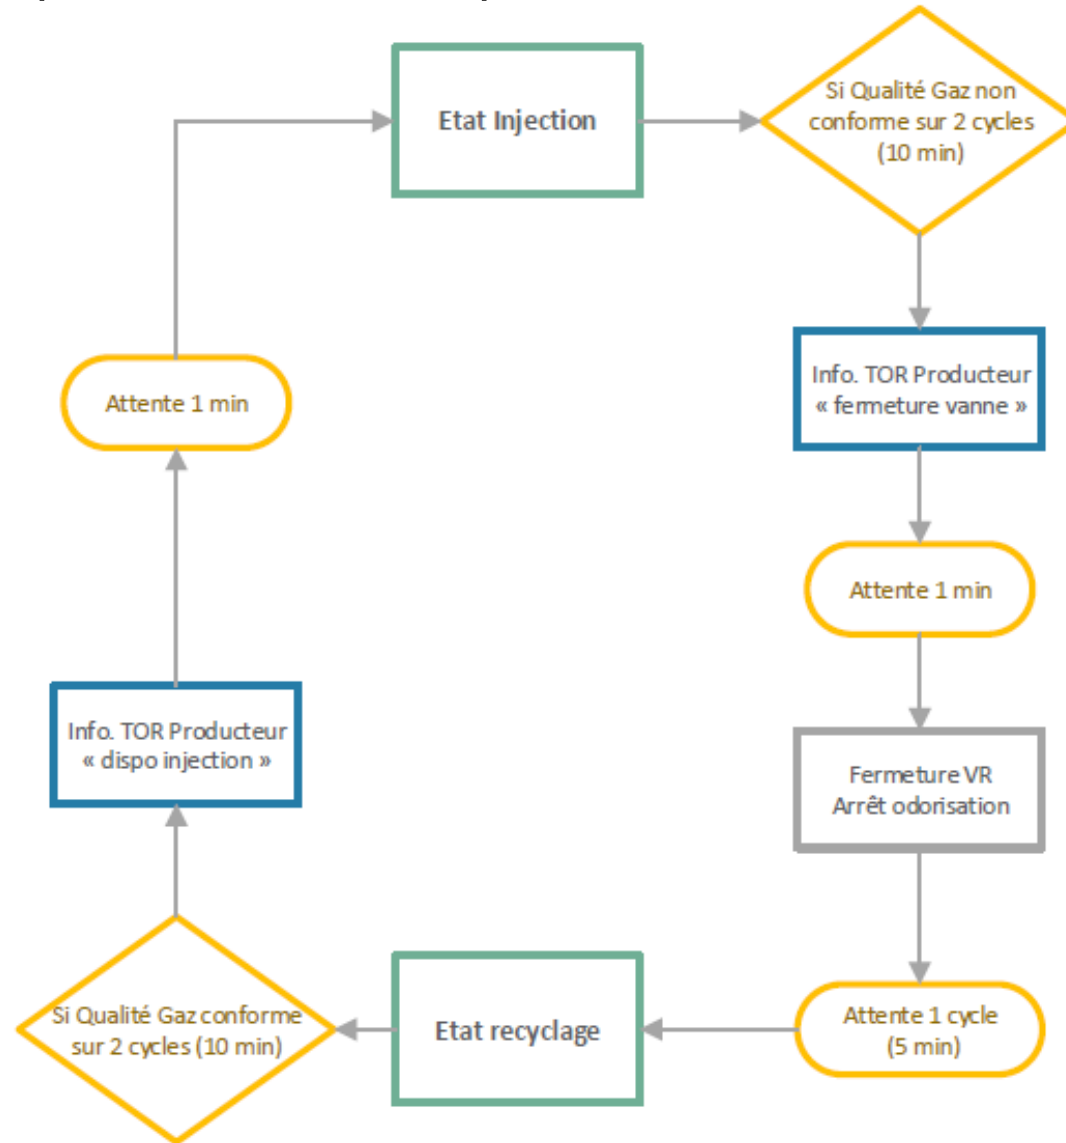 Etat Injection
Si Qualité Gaz non
conforme sur 2 cycles
(10 min)
Info. TOR Producteur
« fermeture vanne »
Attente 1 min
Fermeture VR
Arrêt odorisation
Attente 1 cycle
(5 min)
Etat recyclage
Si Qualité Gaz conforme
sur 2 cycles (10 min)
Info. TOR Producteur
« dispo injection »
Attente 1 min